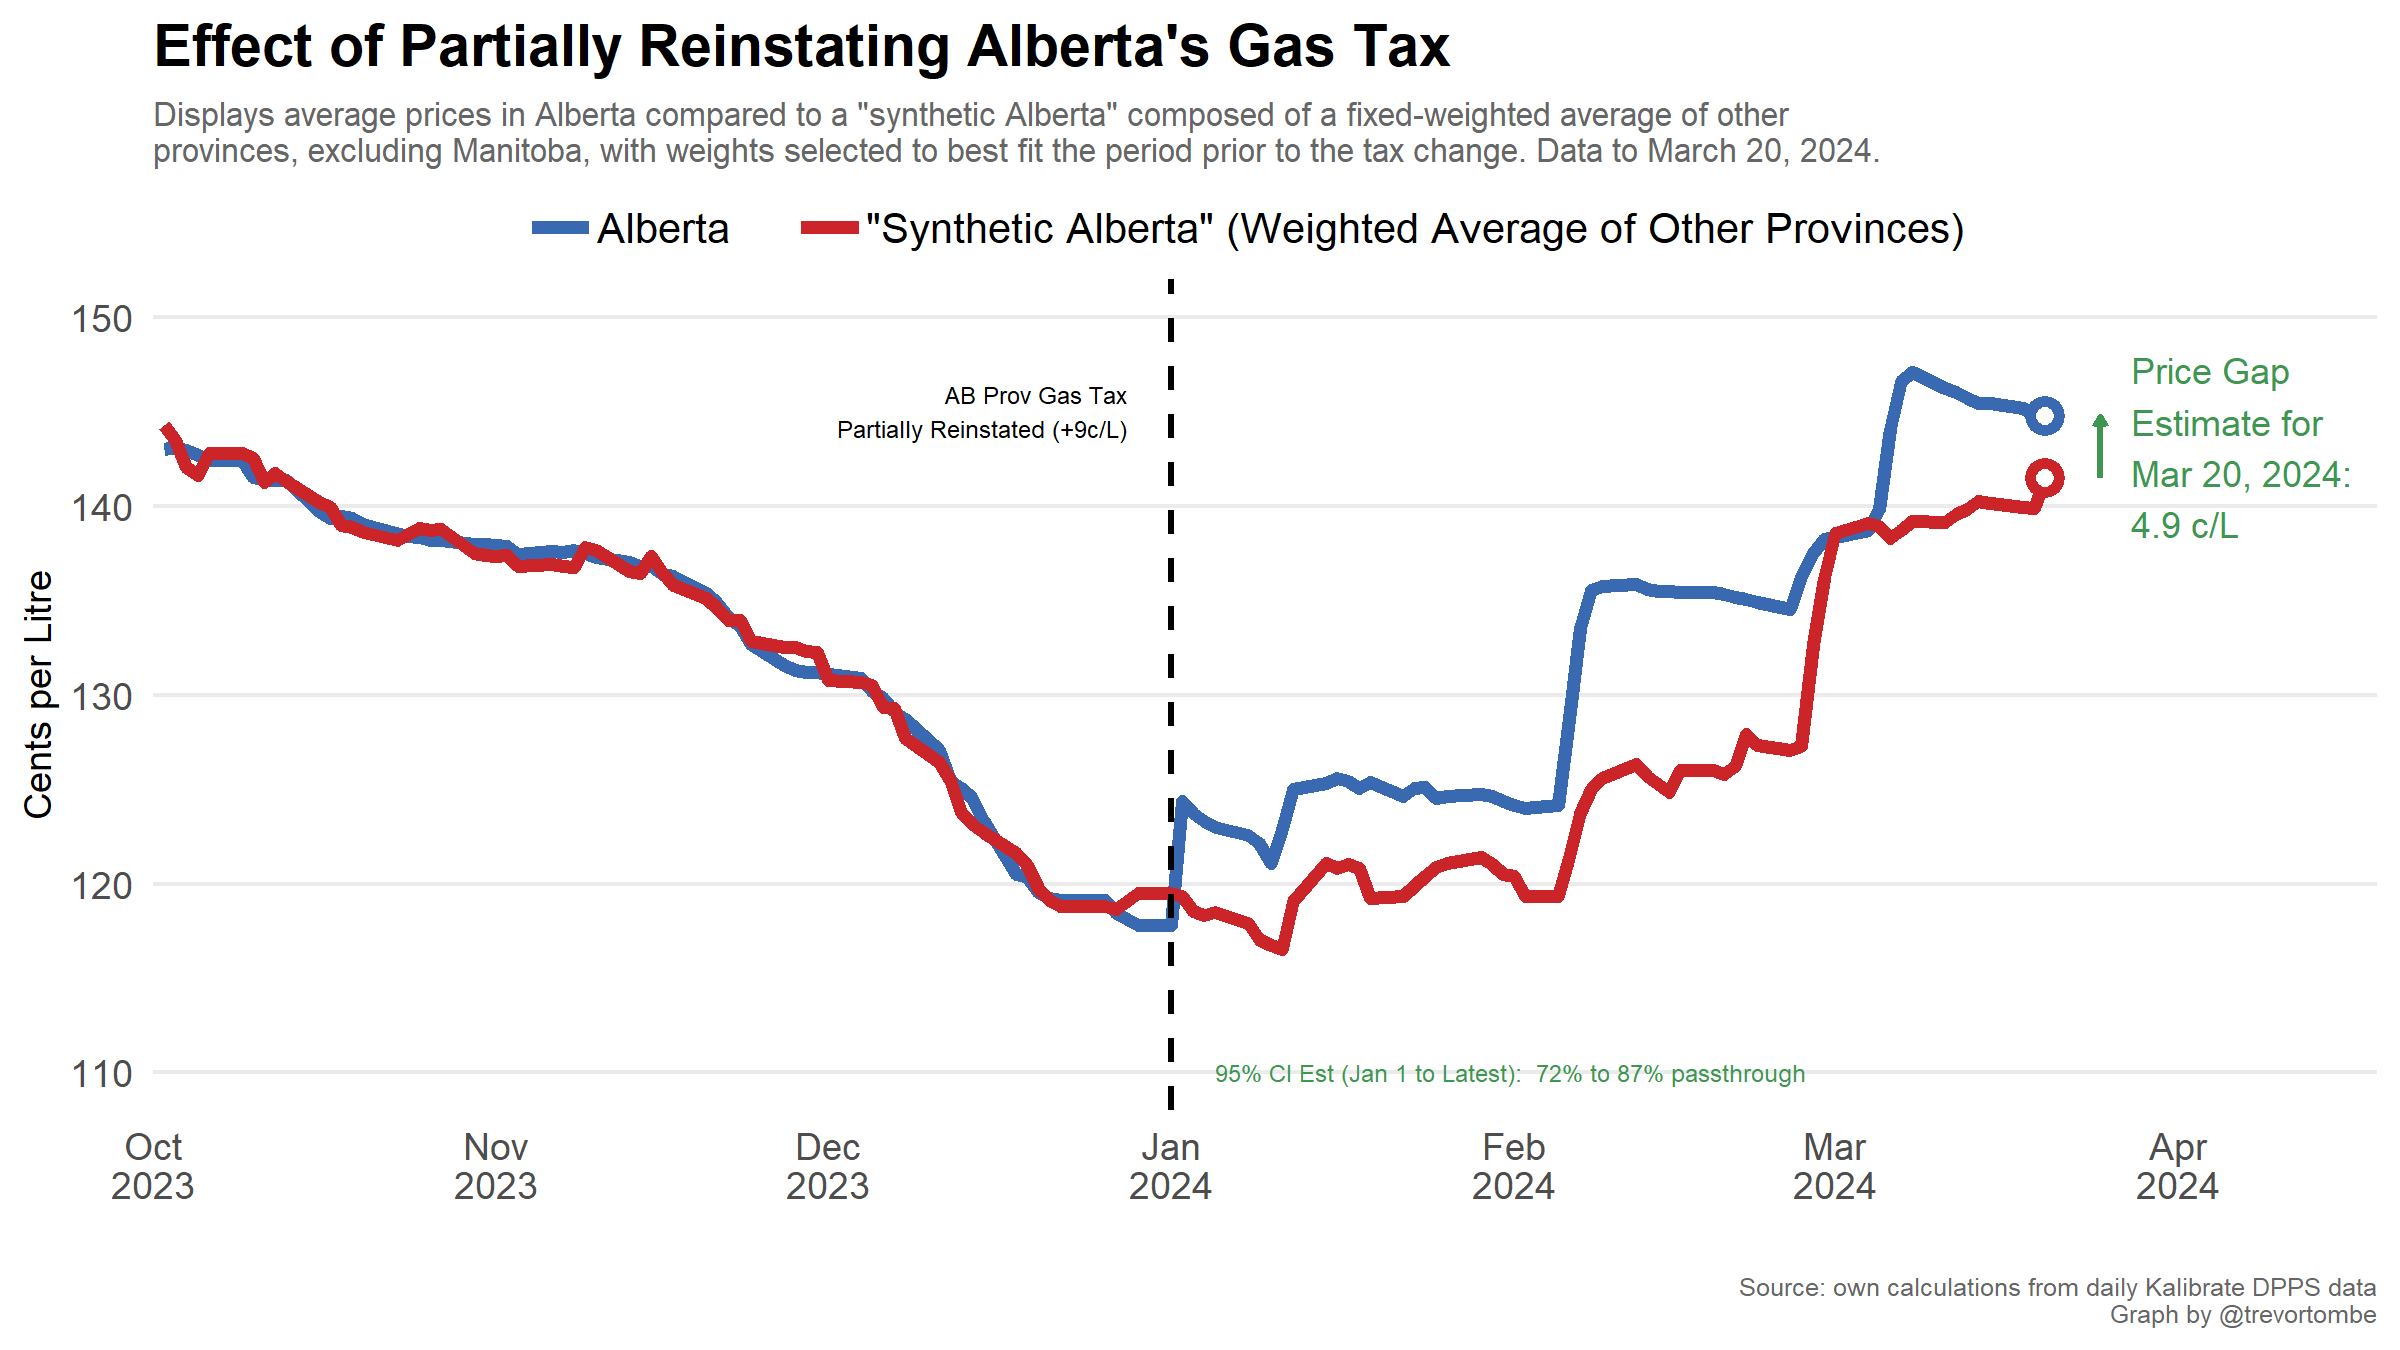 Effect of Partially Reinstating Alberta's Gas Tax
Displays average prices in Alberta compared to a "synthetic Alberta" composed of a fixed-weighted average of other
provinces, excluding Manitoba, with weights selected to best fit the period prior to the tax change. Data to March 20, 2024.
Alberta
"Synthetic Alberta" (Weighted Average of Other Provinces)
Cents per Litre
150
140
130
120
110
AB Prov Gas Tax
Partially Reinstated (+9c/L)
Price Gap
Estimate for
Mar 20, 2024:
4.9 c/L
95% CI Est (Jan 1 to Latest):  72% to 87% passthrough
Oct
2023
Nov
2023
Dec
2023
Jan
2024
Feb
2024
Mar
2024
Apr
2024
Source: own calculations from daily Kalibrate DPPS data
Graph by @trevortombe